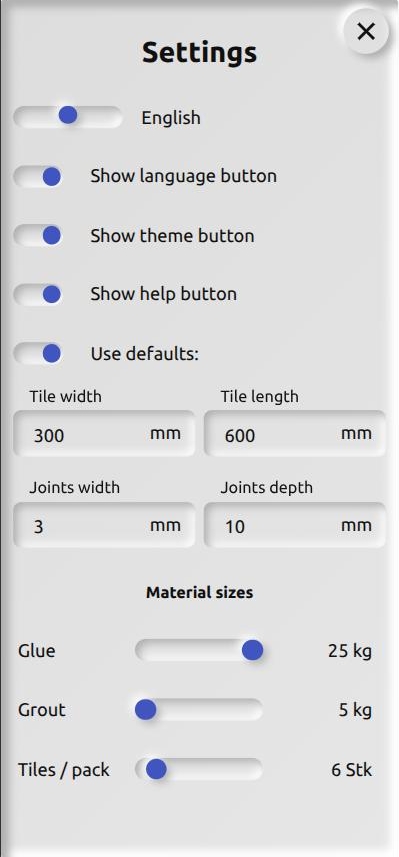 Settings
English
Show language button
Show theme button
Show help button
Use defaults:
Tile width Tile length
300 mm 600 mm
Joints width Joints depth
3 mm 10 mm
Material sizes
Glue 25 kg
Grout 5 kg
Tiles / pack 6 Stk